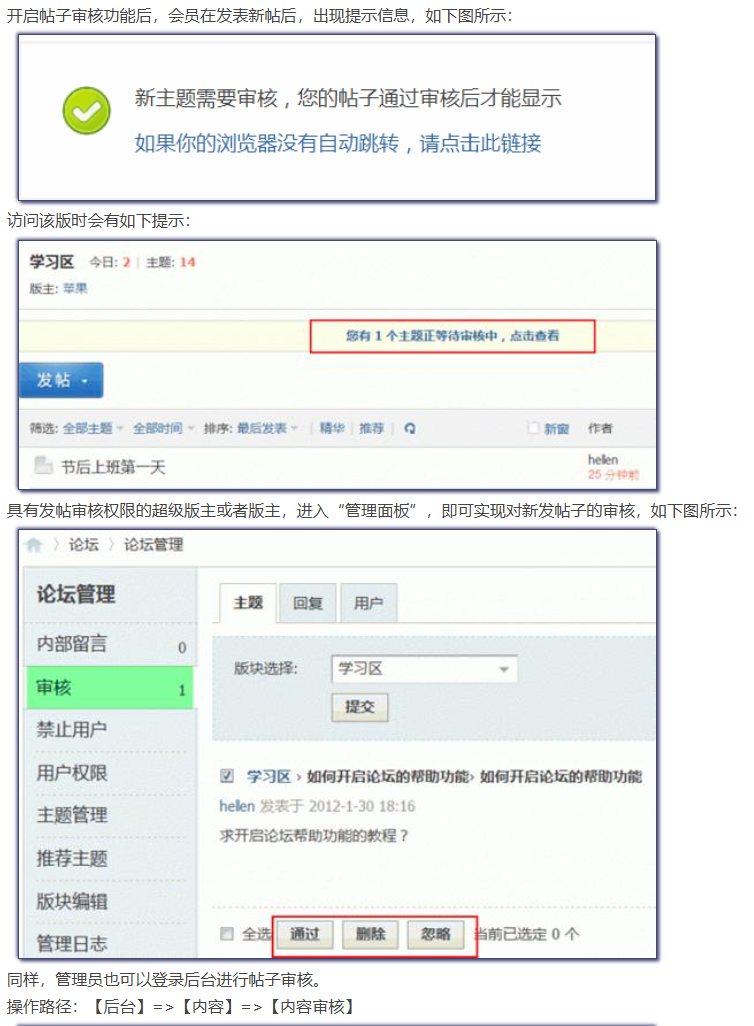 开启帖子审核功能后，会员在发表新帖后，出现提示信息，如下图所示：
新主题需要审核，您的帖子通过审核后才能显示
如果你的浏览器没有自动跳转，请点击此链接
访问该版时会有如下提示：
学习区 今日: 2 | 主题: 14
版主: 苹果
您有 1 个主题正等待审核中，点击查看
发帖
筛选: 全部主题 全部时间 排序: 最后发表 | 精华 | 推荐 | 新窗 作者
节后上班第一天 hellen
25 分钟前
具有发帖审核权限的超级版主或者版主，进入“管理面板”，即可实现对新发帖子的审核，如下图所示：
〉论坛 〉论坛管理
论坛管理
主题 回复 用户
内部留言 0
版块选择: 学习区
审核 1
提交
禁止用户
用户权限
学习区 › 如何开启论坛的帮助功能› 如何开启论坛的帮助功能
hellen 发表于 2012-1-30 18:16
主题管理
求开启论坛帮助功能的教程？
推荐主题
版块编辑
全选 通过 删除 忽略 当前已选定 0 个
管理日志
同样，管理员也可以登录后台进行帖子审核。
操作路径：【后台】=>【内容】=>【内容审核】